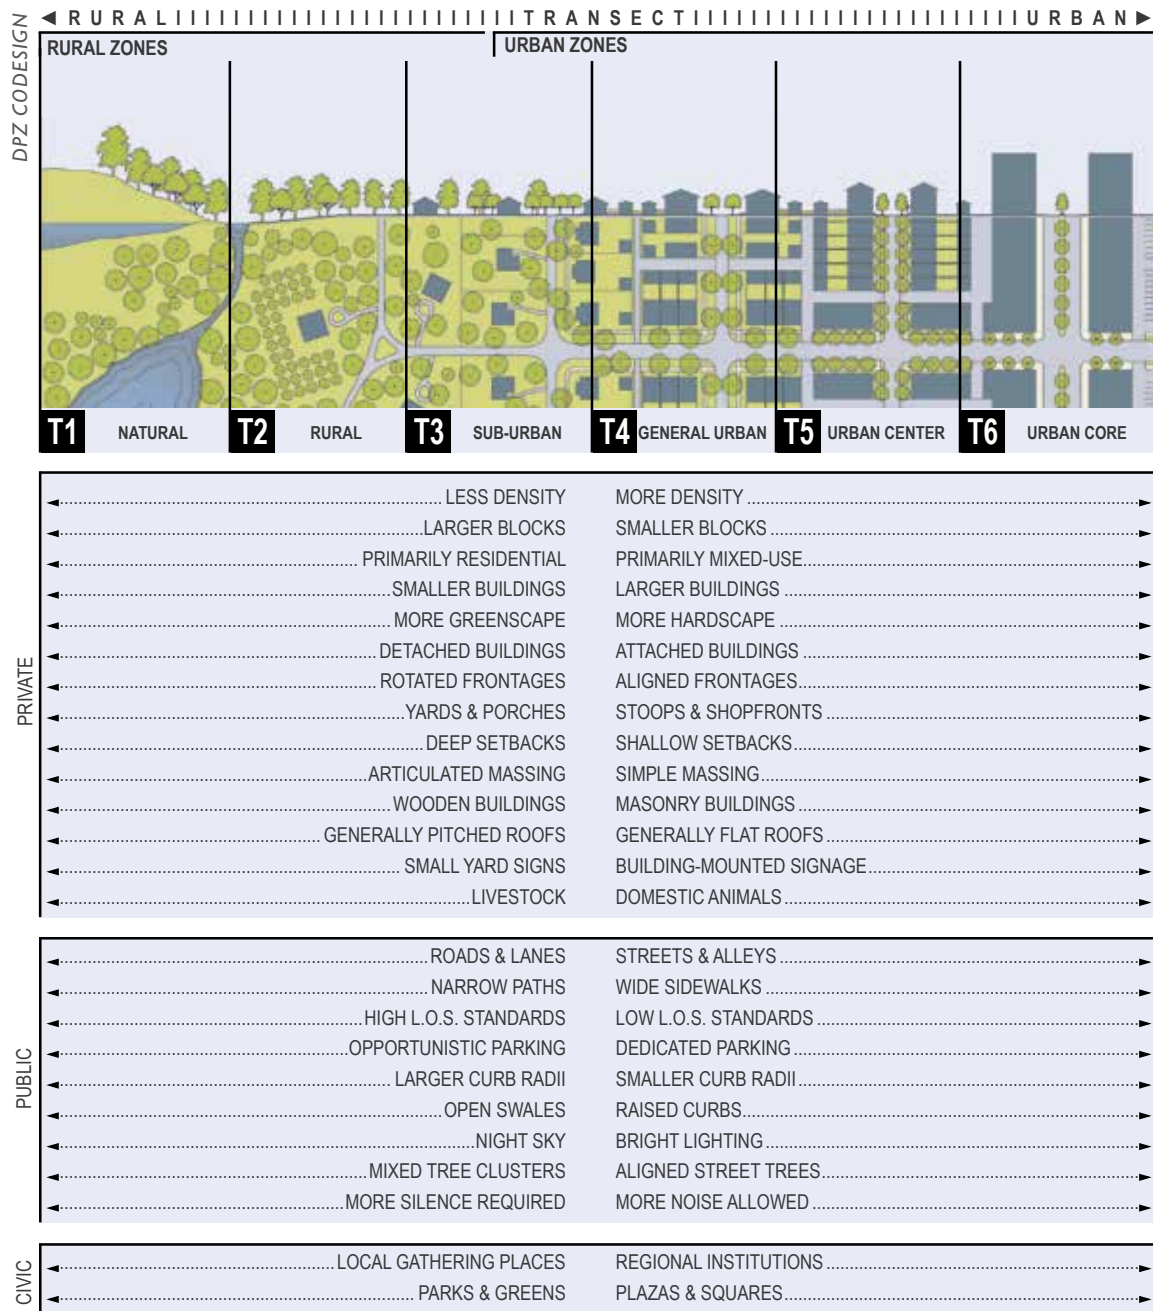 ◄ R U R A L I I I I I I I I I I I I I I I I I I I I I I I T R A N S E C T I I I I I I I I I I I I I I I I I I I I I I I U R B A N ►
DPZ CODESIGN
RURAL ZONES URBAN ZONES
T1 NATURAL T2 RURAL T3 SUB-URBAN T4 GENERAL URBAN T5 URBAN CENTER T6 URBAN CORE
PRIVATE
LESS DENSITY MORE DENSITY
LARGER BLOCKS SMALLER BLOCKS
PRIMARILY RESIDENTIAL PRIMARILY MIXED-USE
SMALLER BUILDINGS LARGER BUILDINGS
MORE GREENSCAPE MORE HARDSCAPE
DETACHED BUILDINGS ATTACHED BUILDINGS
ROTATED FRONTAGES ALIGNED FRONTAGES
YARDS & PORCHES STOOPS & SHOPFRONTS
DEEP SETBACKS SHALLOW SETBACKS
ARTICULATED MASSING SIMPLE MASSING
WOODEN BUILDINGS MASONRY BUILDINGS
GENERALLY PITCHED ROOFS GENERALLY FLAT ROOFS
SMALL YARD SIGNS BUILDING-MOUNTED SIGNAGE
LIVESTOCK DOMESTIC ANIMALS
PUBLIC
ROADS & LANES STREETS & ALLEYS
NARROW PATHS WIDE SIDEWALKS
HIGH L.O.S. STANDARDS LOW L.O.S. STANDARDS
OPPORTUNISTIC PARKING DEDICATED PARKING
LARGER CURB RADII SMALLER CURB RADII
OPEN SWALES RAISED CURBS
NIGHT SKY BRIGHT LIGHTING
MIXED TREE CLUSTERS ALIGNED STREET TREES
MORE SILENCE REQUIRED MORE NOISE ALLOWED
CIVIC
LOCAL GATHERING PLACES REGIONAL INSTITUTIONS
PARKS & GREENS PLAZAS & SQUARES